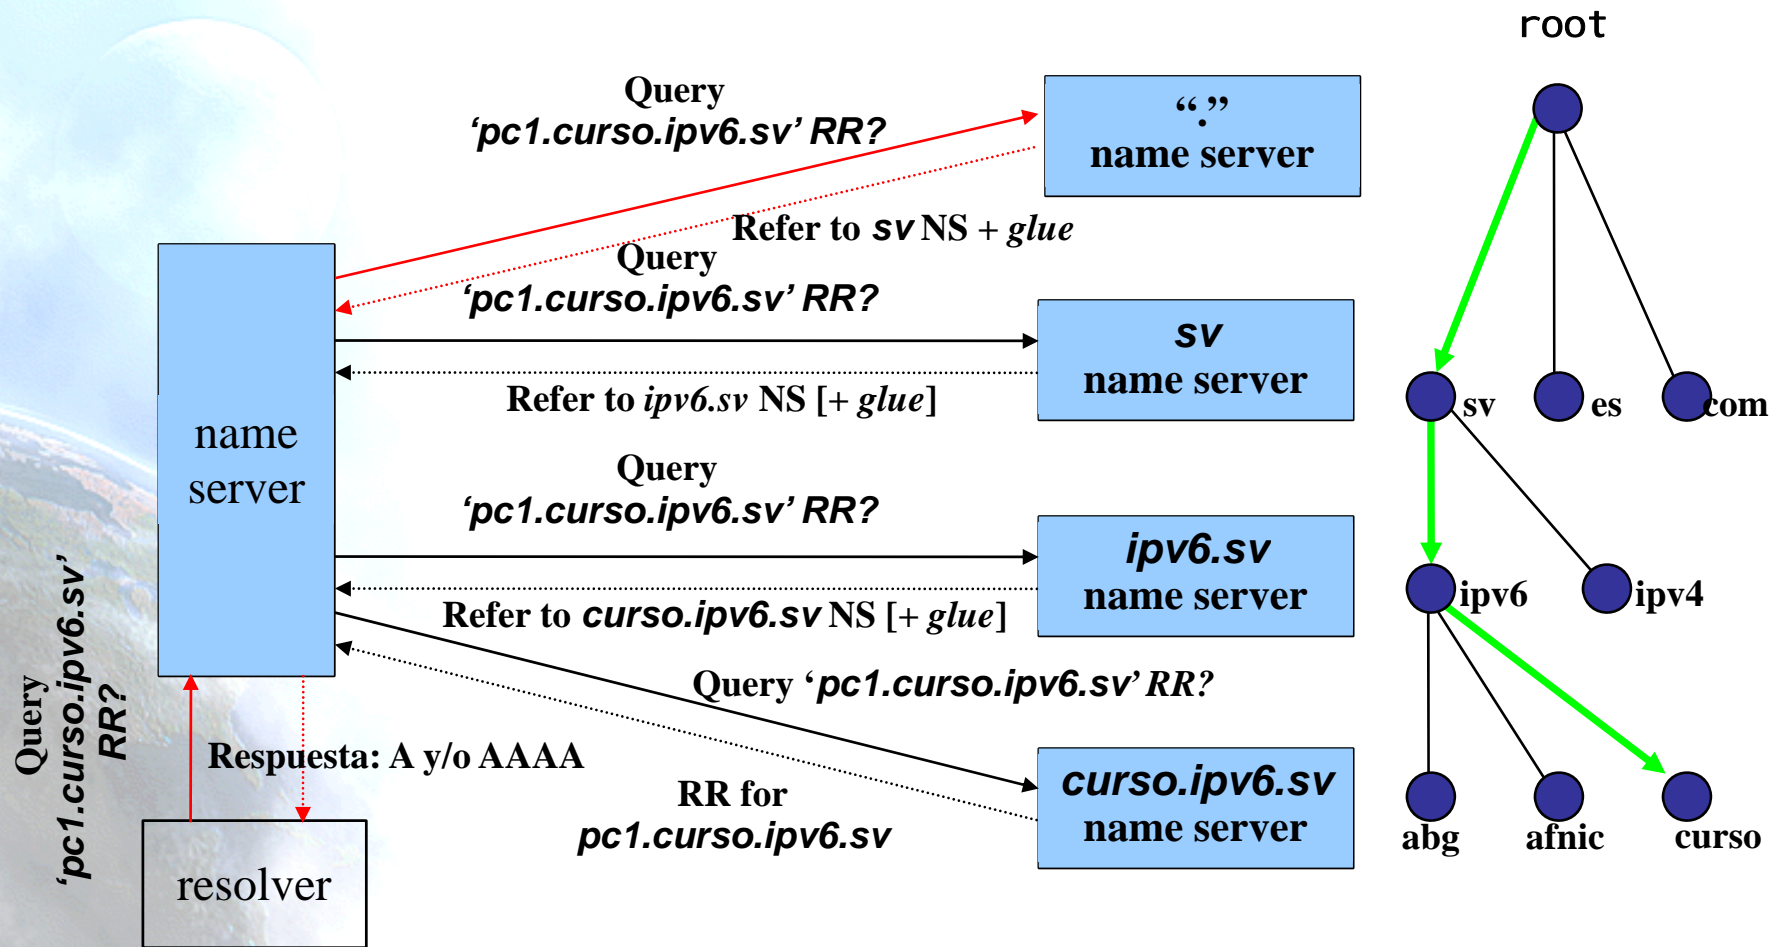 root
Query
‘pc1.curso.ipv6.sv’ RR?
“.”
name server
Refer to sv NS + glue
Query
‘pc1.curso.ipv6.sv’ RR?
sv
name server
Refer to ipv6.sv NS [+ glue]
sv
es
com
name
server
Query
‘pc1.curso.ipv6.sv’ RR?
ipv6.sv
name server
Refer to curso.ipv6.sv NS [+ glue]
ipv6
ipv4
Query ‘pc1.curso.ipv6.sv’ RR?
Query
‘pc1.curso.ipv6.sv’
RR?
Respuesta: A y/o AAAA
RR for
pc1.curso.ipv6.sv
curso.ipv6.sv
name server
abg
afnic
curso
resolver